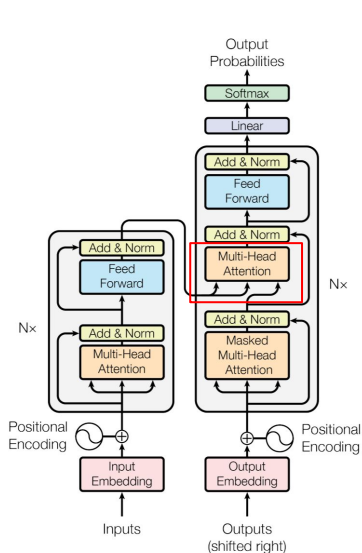 Output
Probabilities
Softmax
Linear
Add & Norm
Feed
Forward
Add & Norm
Multi-Head
Attention
Add & Norm
Masked
Multi-Head
Attention
N×
Add & Norm
Feed
Forward
N×
Add & Norm
Multi-Head
Attention
Positional
Encoding
Positional
Encoding
Input
Embedding
Output
Embedding
Inputs
Outputs
(shifted right)